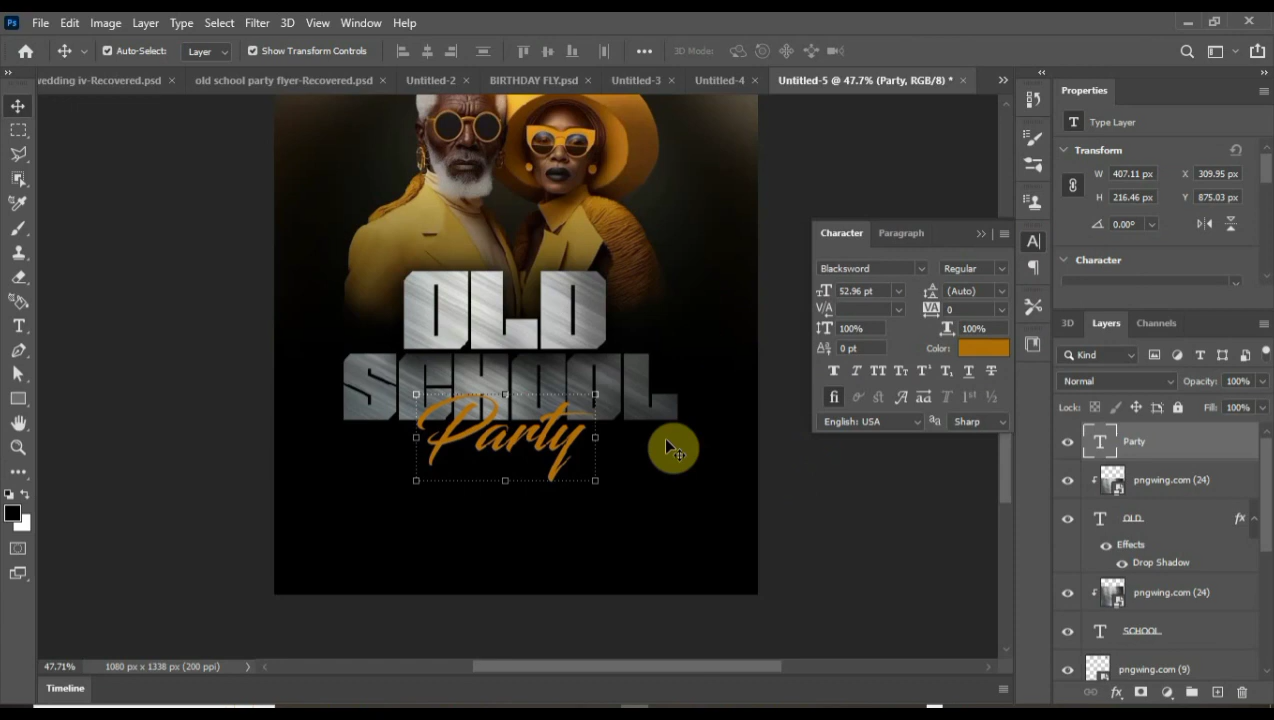 Ps File Edit Image Layer Type Select Filter 3D View Window Help
Auto-Select: Layer Show Transform Controls 3D Mode:
wedding iv-Recovered.psd × old school party flyer-Recovered.psd × Untitled-2 × BIRTHDAY FLY.psd × Untitled-3 × Untitled-4 × Untitled-5 @ 47.7% (Party, RGB/8) * ×
Properties
Type Layer
Transform
W 407.11 px X 309.95 px
H 216.46 px Y 875.03 px
0.00°
Character
Character Paragraph
Blacksword Regular
52.96 pt (Auto)
0
100% 100%
0 pt Color:
English: USA Sharp
OLD
SCHOOL
Party
3D Layers Channels
Kind
Normal Opacity: 100%
Lock: Fill: 100%
T Party
pngwing.com (24)
T OLD fx
Effects
Drop Shadow
pngwing.com (24)
T SCHOOL
pngwing.com (9)
47.71% 1080 px x 1338 px (200 ppi)
Timeline